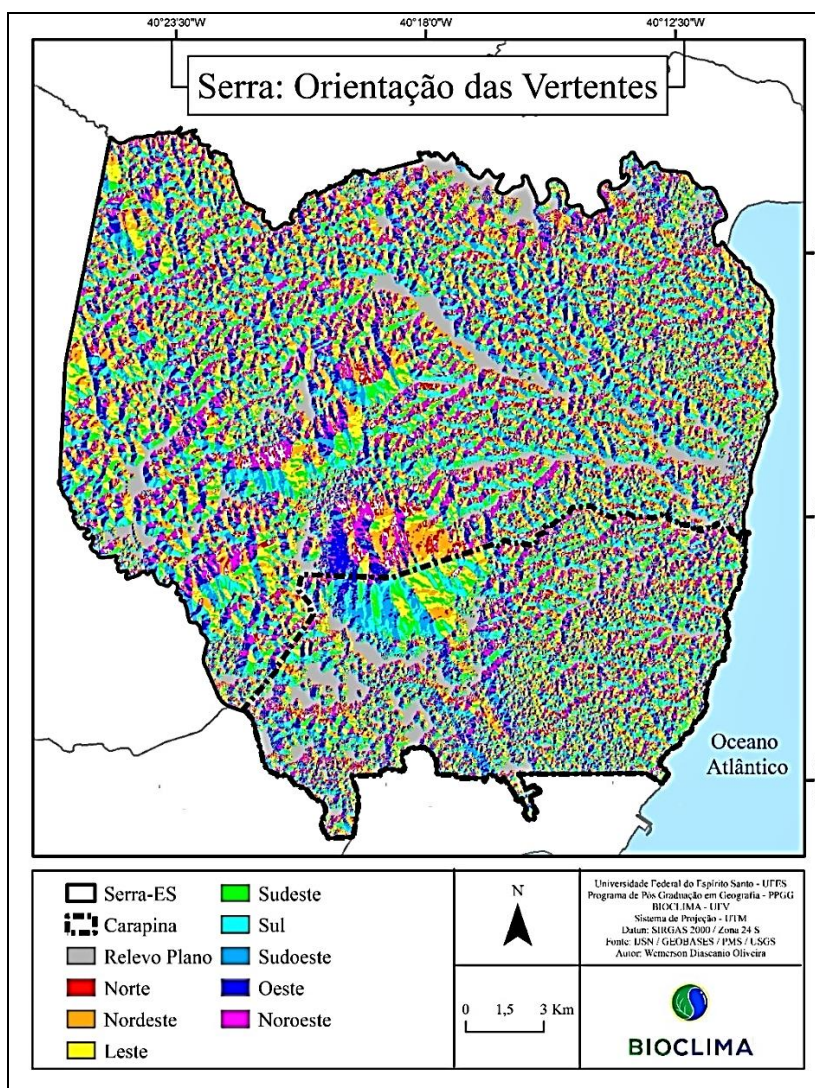 40°23'30"W 40°18'0"W 40°12'30"W
Serra: Orientação das Vertentes
Oceano
Atlântico
Serra-ES
Carapina
Relevo Plano
Norte
Nordeste
Leste
Sudeste
Sul
Sudoeste
Oeste
Noroeste
N
0 1,5 3 Km
Universidade Federal do Espírito Santo - UFES
Programa de Pós Graduação em Geografia - PPGG
BIOCLIMA - UFV
Sistema de Projeção - UTM
Datun: SIRGAS 2000 / Zona 24 S
Fonte: IJSN / GEOBASES / PMS / USGS
Autor: Wemerson Diascanio Oliveira
BIOCLIMA